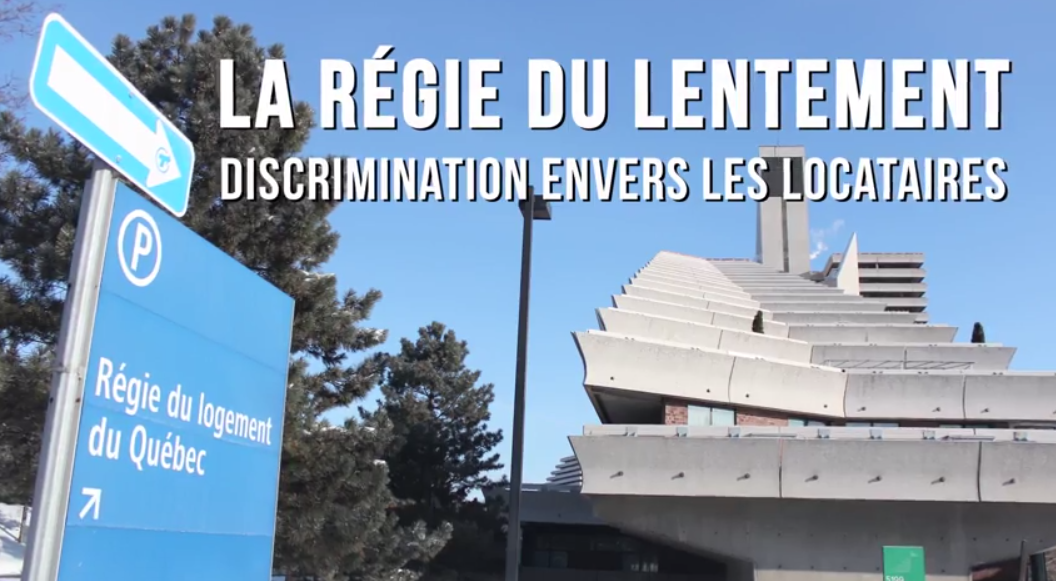 LA RÉGIE DU LENTEMENT
DISCRIMINATION ENVERS LES LOCATAIRES
P
Régie du logement
du Québec